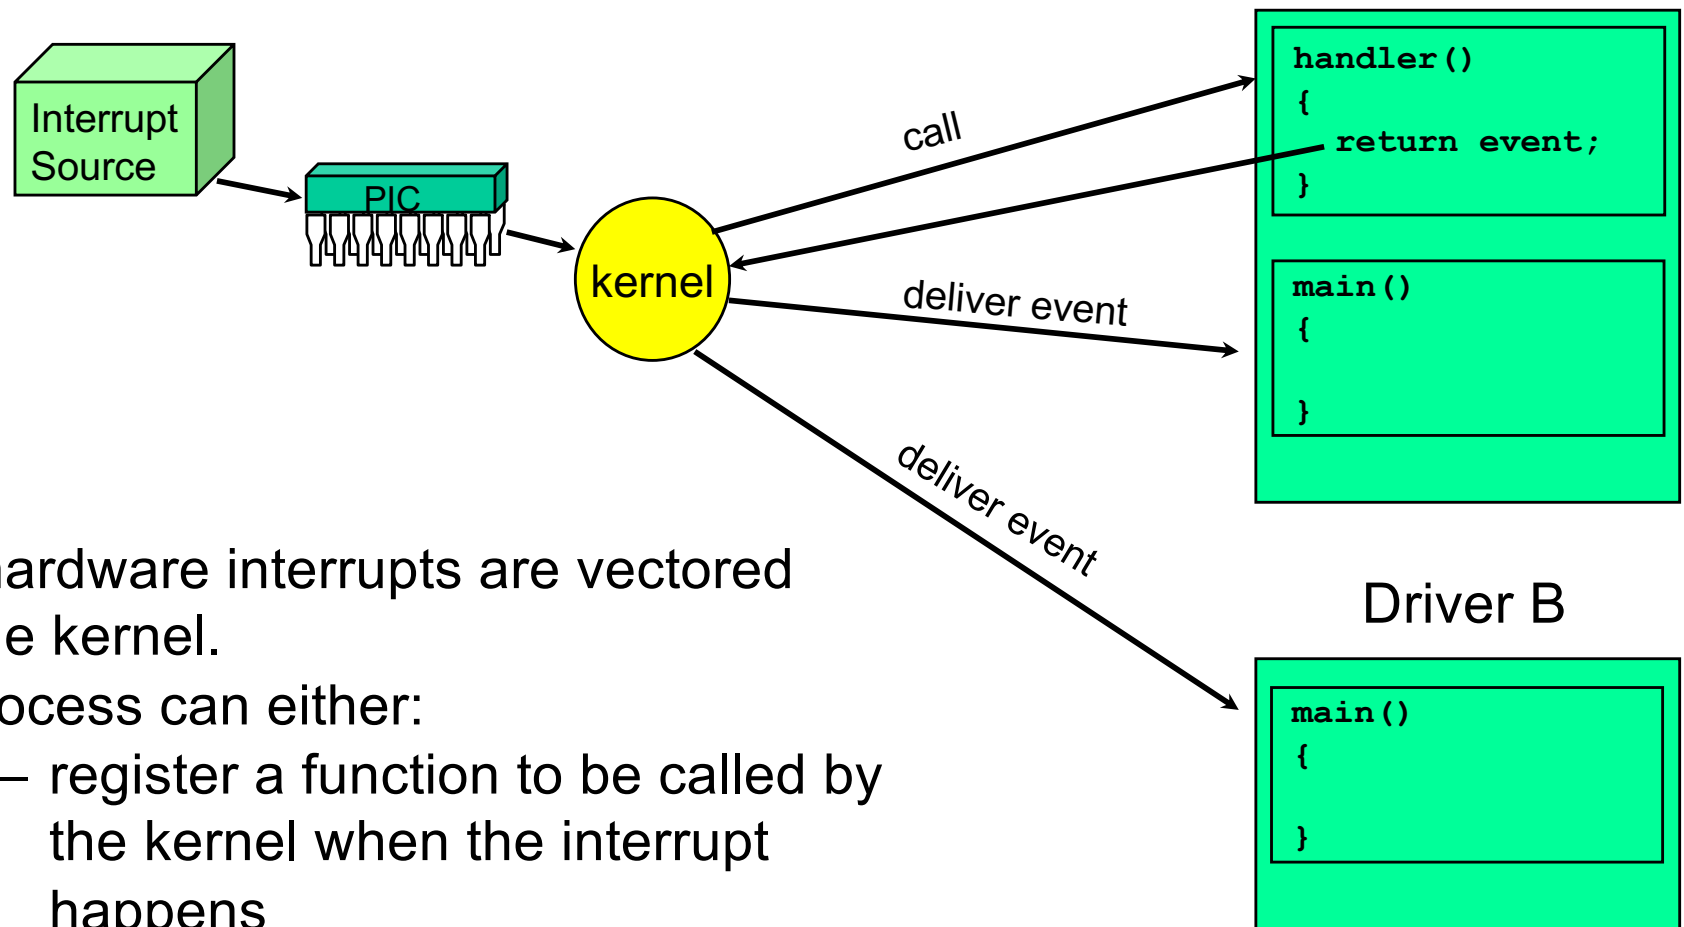 Interrupt
Source
PIC
kernel
call
deliver event
deliver event
handler()
{
return event;
}
main()
{
}
Driver B
main()
{
}
hardware interrupts are vectored
e kernel.
ocess can either:
– register a function to be called by
the kernel when the interrupt
happens